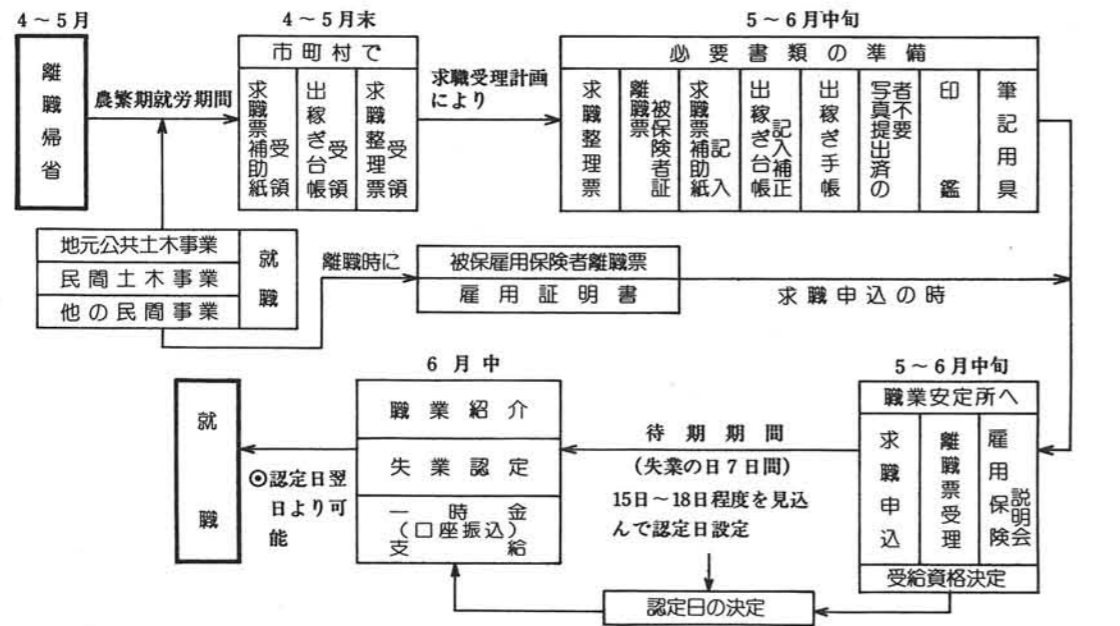 4～5月
離職帰省
農繁期就労期間
4～5月末
市町村で
求職票補助紙受領
出稼ぎ台帳受領
求職整理票受領
求職受理計画
により
5～6月中旬
必要書類の準備
求職整理票
離職票被保険者証
求職票補助紙記入
出稼ぎ台帳記入補正
出稼ぎ手帳
写真提出済の者不要
印鑑
筆記用具
地元公共土木事業
民間土木事業
他の民間事業
就職
離職時に
被保雇用保険者離職票
雇用証明書
求職申込の時
5～6月中旬
職業安定所へ
求職申込
離職票受理
雇用保険説明会
受給資格決定
待期期間
(失業の日7日間)
15日～18日程度を見込
んで認定日設定
認定日の決定
6月中
職業紹介
失業認定
一時金
(口座振込)
支給
⊙認定日翌
日より可
能
就職